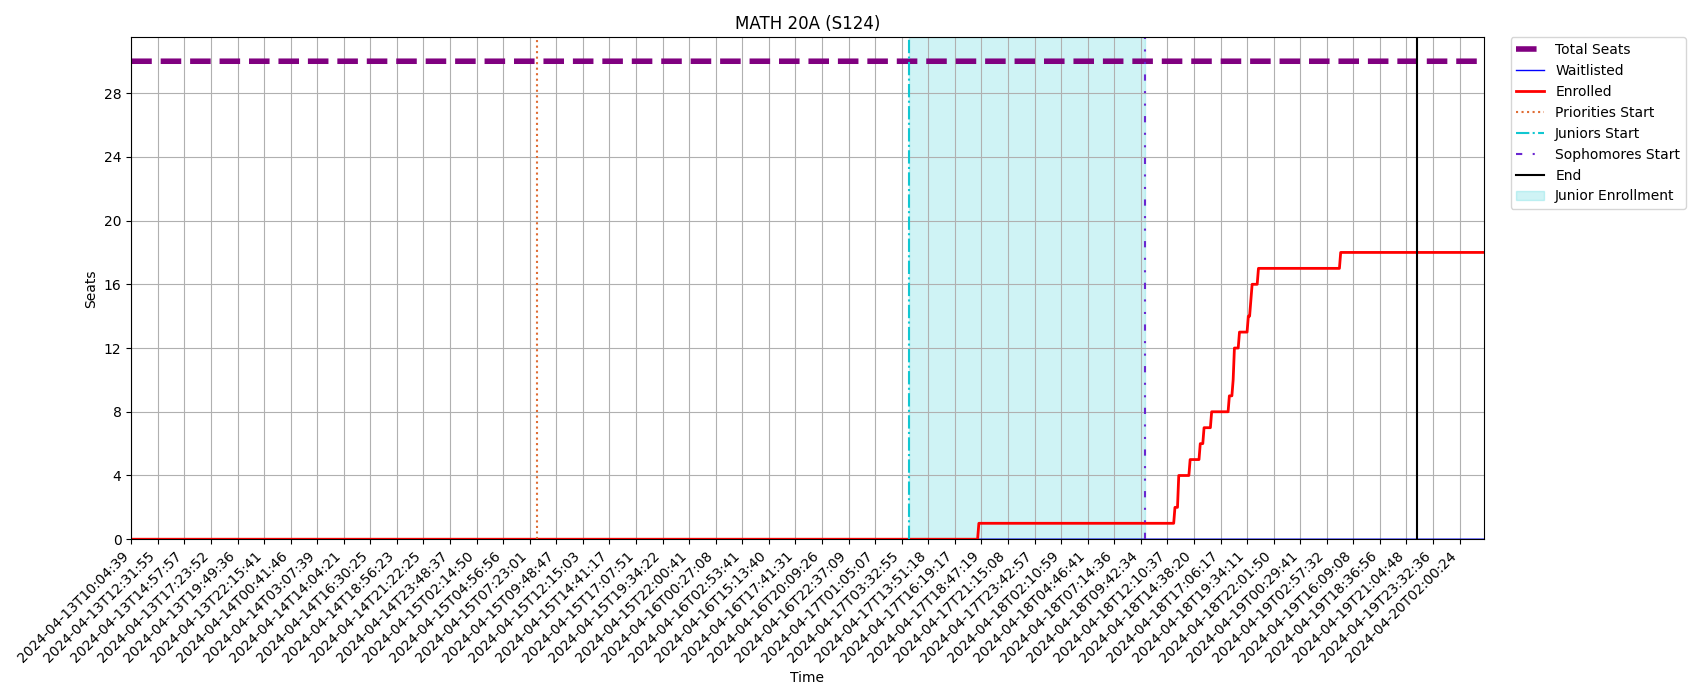 MATH 20A (S124)
Total Seats
Waitlisted
Enrolled
Priorities Start
Juniors Start
Sophomores Start
End
Junior Enrollment
Seats
28
24
20
16
12
8
4
0
2024-04-13T10:04:39
2024-04-13T12:31:55
2024-04-13T14:57:57
2024-04-13T17:23:52
2024-04-13T19:49:36
2024-04-13T22:15:41
2024-04-14T00:41:46
2024-04-14T03:07:39
2024-04-14T14:04:21
2024-04-14T16:30:25
2024-04-14T18:56:23
2024-04-14T21:22:25
2024-04-14T23:48:37
2024-04-15T02:14:50
2024-04-15T04:56:56
2024-04-15T07:23:01
2024-04-15T09:48:47
2024-04-15T12:15:03
2024-04-15T14:41:17
2024-04-15T17:07:51
2024-04-15T19:34:22
2024-04-15T22:00:41
2024-04-16T00:27:08
2024-04-16T02:53:41
2024-04-16T15:13:40
2024-04-16T17:41:31
2024-04-16T20:09:26
2024-04-16T22:37:09
2024-04-17T01:05:07
2024-04-17T03:32:55
2024-04-17T13:51:18
2024-04-17T16:19:17
2024-04-17T18:47:19
2024-04-17T21:15:08
2024-04-17T23:42:57
2024-04-18T02:10:59
2024-04-18T04:46:41
2024-04-18T07:14:36
2024-04-18T09:42:34
2024-04-18T12:10:37
2024-04-18T14:38:20
2024-04-18T17:06:17
2024-04-18T19:34:11
2024-04-18T22:01:50
2024-04-19T00:29:41
2024-04-19T02:57:32
2024-04-19T16:09:08
2024-04-19T18:36:56
2024-04-19T21:04:48
2024-04-19T23:32:36
2024-04-20T02:00:24
Time